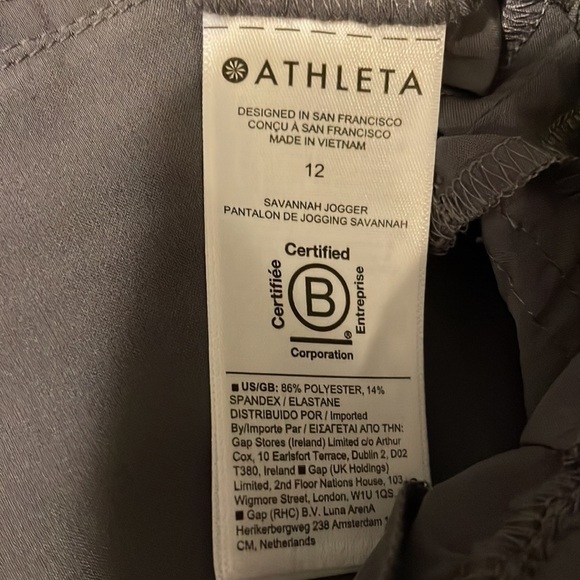 ATHLETA
DESIGNED IN SAN FRANCISCO
CONÇU À SAN FRANCISCO
MADE IN VIETNAM
12
SAVANNAH JOGGER
PANTALON DE JOGGING SAVANNAH
Certified
Certifiée
B
Entreprise
®
Corporation
■ US/GB: 86% POLYESTER, 14%
SPANDEX / ELASTANE
DISTRIBUIDO POR / Imported
By/Importe Par / ΕΙΣΑΓΕΤΑΙ ΑΠΟ ΤΗΝ:
Gap Stores (Ireland) Limited c/o Arthur
Cox, 10 Earlsfort Terrace, Dublin 2, D02
T380, Ireland ■ Gap (UK Holdings)
Limited, 2nd Floor Nations House, 103
Wigmore Street, London, W1U 1QS
■ Gap (RHC) B.V. Luna ArenA
Herikerbergweg 238 Amsterdam
CM, Netherlands